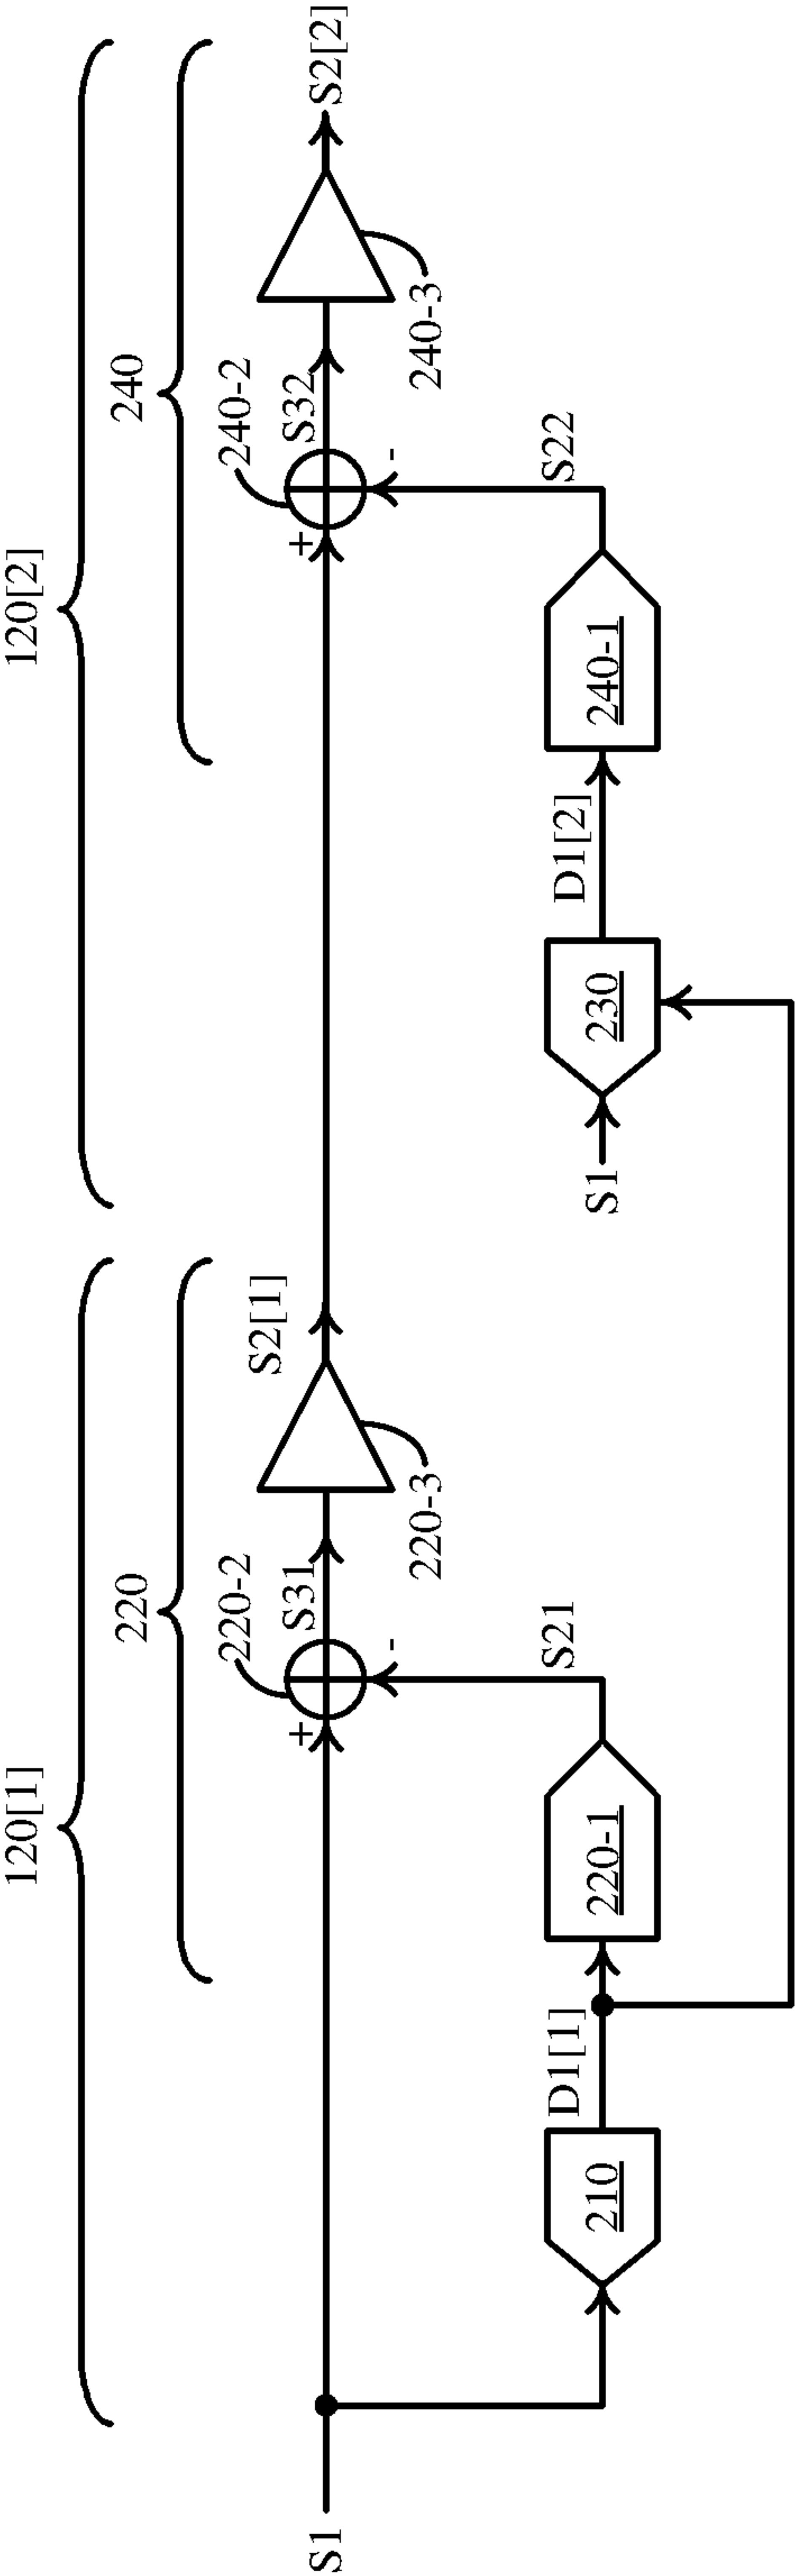 120[1]
120[2]
220
240
220-2
240-2
S2[1]
S1
+
S31
+
S32
S2[2]
-
220-3
-
240-3
D1[1]
S21
D1[2]
S22
210
220-1
S1
230
240-1